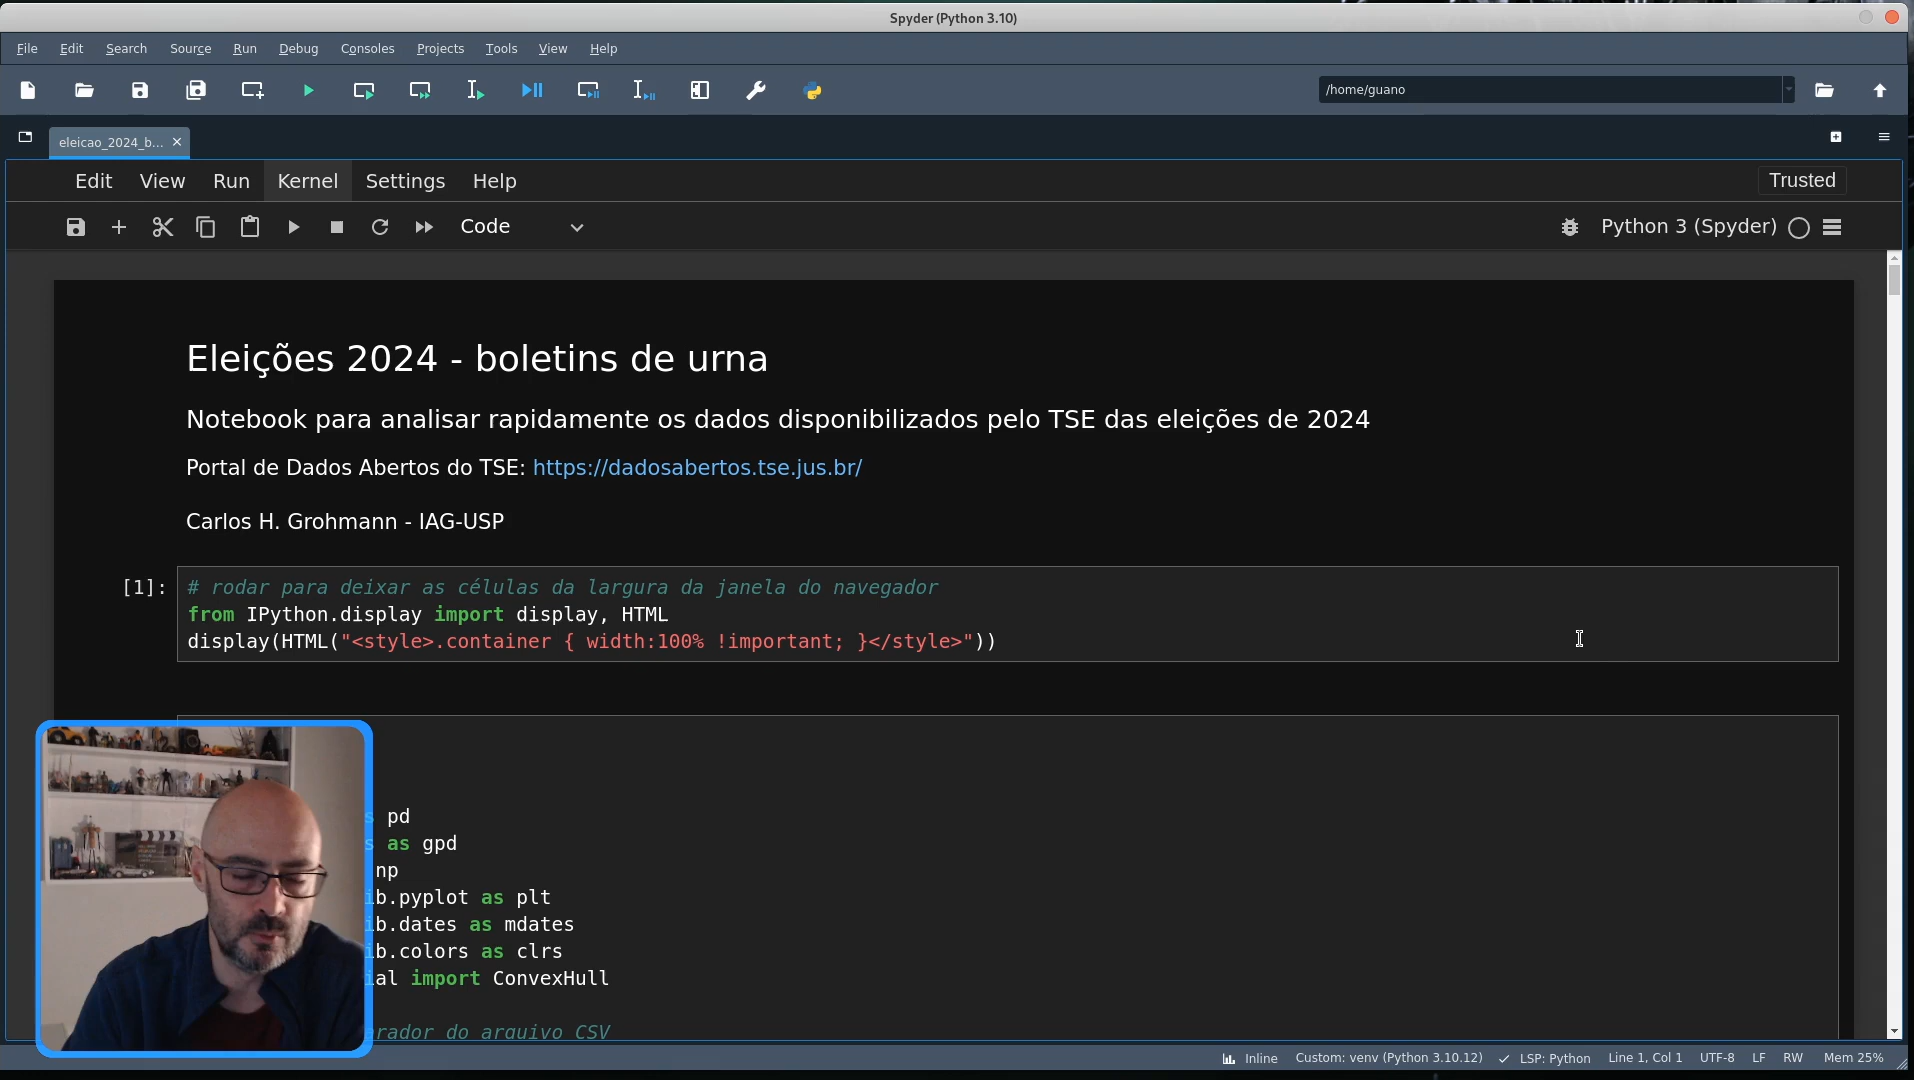 Spyder (Python 3.10)
File Edit Search Source Run Debug Consoles Projects Tools View Help
/home/guano
eleicao_2024_b...
Edit View Run Kernel Settings Help
Trusted
Code
Python 3 (Spyder)
Eleições 2024 - boletins de urna
Notebook para analisar rapidamente os dados disponibilizados pelo TSE das eleições de 2024
Portal de Dados Abertos do TSE: https://dadosabertos.tse.jus.br/
Carlos H. Grohmann - IAG-USP
[1]:
# rodar para deixar as células da largura da janela do navegador
from IPython.display import display, HTML
display(HTML("<style>.container { width:100% !important; }</style>"))
s pd
s as gpd
np
ib.pyplot as plt
ib.dates as mdates
ib.colors as clrs
ial import ConvexHull
arador do arquivo CSV
Inline Custom: venv (Python 3.10.12) LSP: Python Line 1, Col 1 UTF-8 LF RW Mem 25%